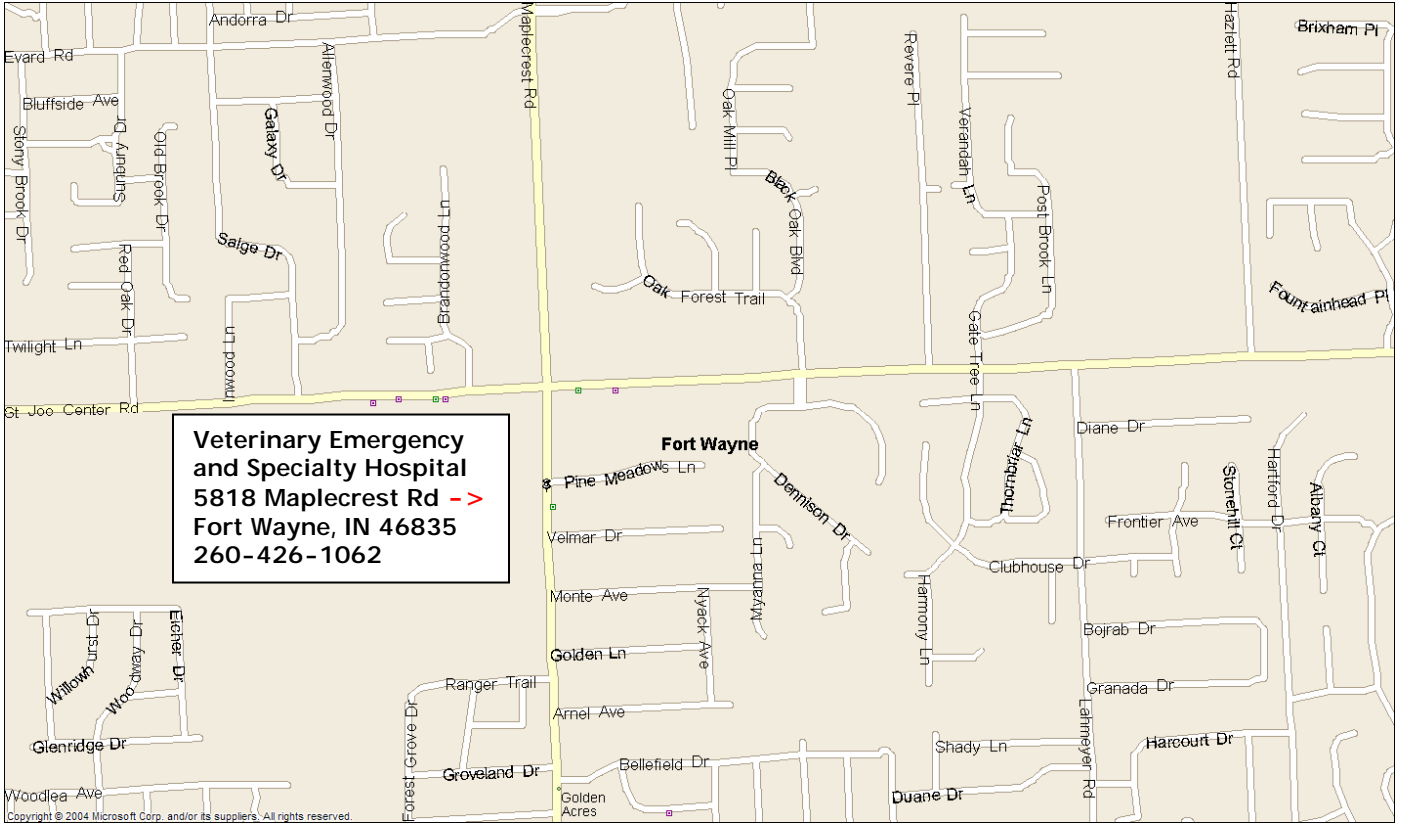 Andorra Dr
Evard Rd
Bluffside Ave
Stony Brook Dr
Sunbury Dr
Old Brook Dr
Galaxy Dr
Allenwood Dr
Maplecrest Rd
Oak Mill Pl
Black Oak Blvd
Revere Pl
Verandah Ln
Post Brook Ln
Hazlett Rd
Brixham Pl
Saige Dr
Red Oak Dr
Brandonwood Ln
Oak Forest Trail
Fountainhead Pl
Twilight Ln
Inwood Ln
Gate Tree Ln
St Joe Center Rd
Veterinary Emergency
and Specialty Hospital
5818 Maplecrest Rd ->
Fort Wayne, IN 46835
260-426-1062
Fort Wayne
Pine Meadows Ln
Dennison Dr
Thornbriar Ln
Diane Dr
Stonehill Ct
Hartford Dr
Albany Ct
Frontier Ave
Velmar Dr
Myanna Ln
Clubhouse Dr
Monte Ave
Nyack Ave
Harmony Ln
Bojrab Dr
Willowhurst Dr
Woodway Dr
Eicher Dr
Golden Ln
Ranger Trail
Granada Dr
Arnel Ave
Forest Grove Dr
Lahmeyer Rd
Glenridge Dr
Shady Ln
Harcourt Dr
Groveland Dr
Bellefield Dr
Woodlea Ave
Golden
Acres
Duane Dr
Copyright © 2004 Microsoft Corp. and/or its suppliers. All rights reserved.